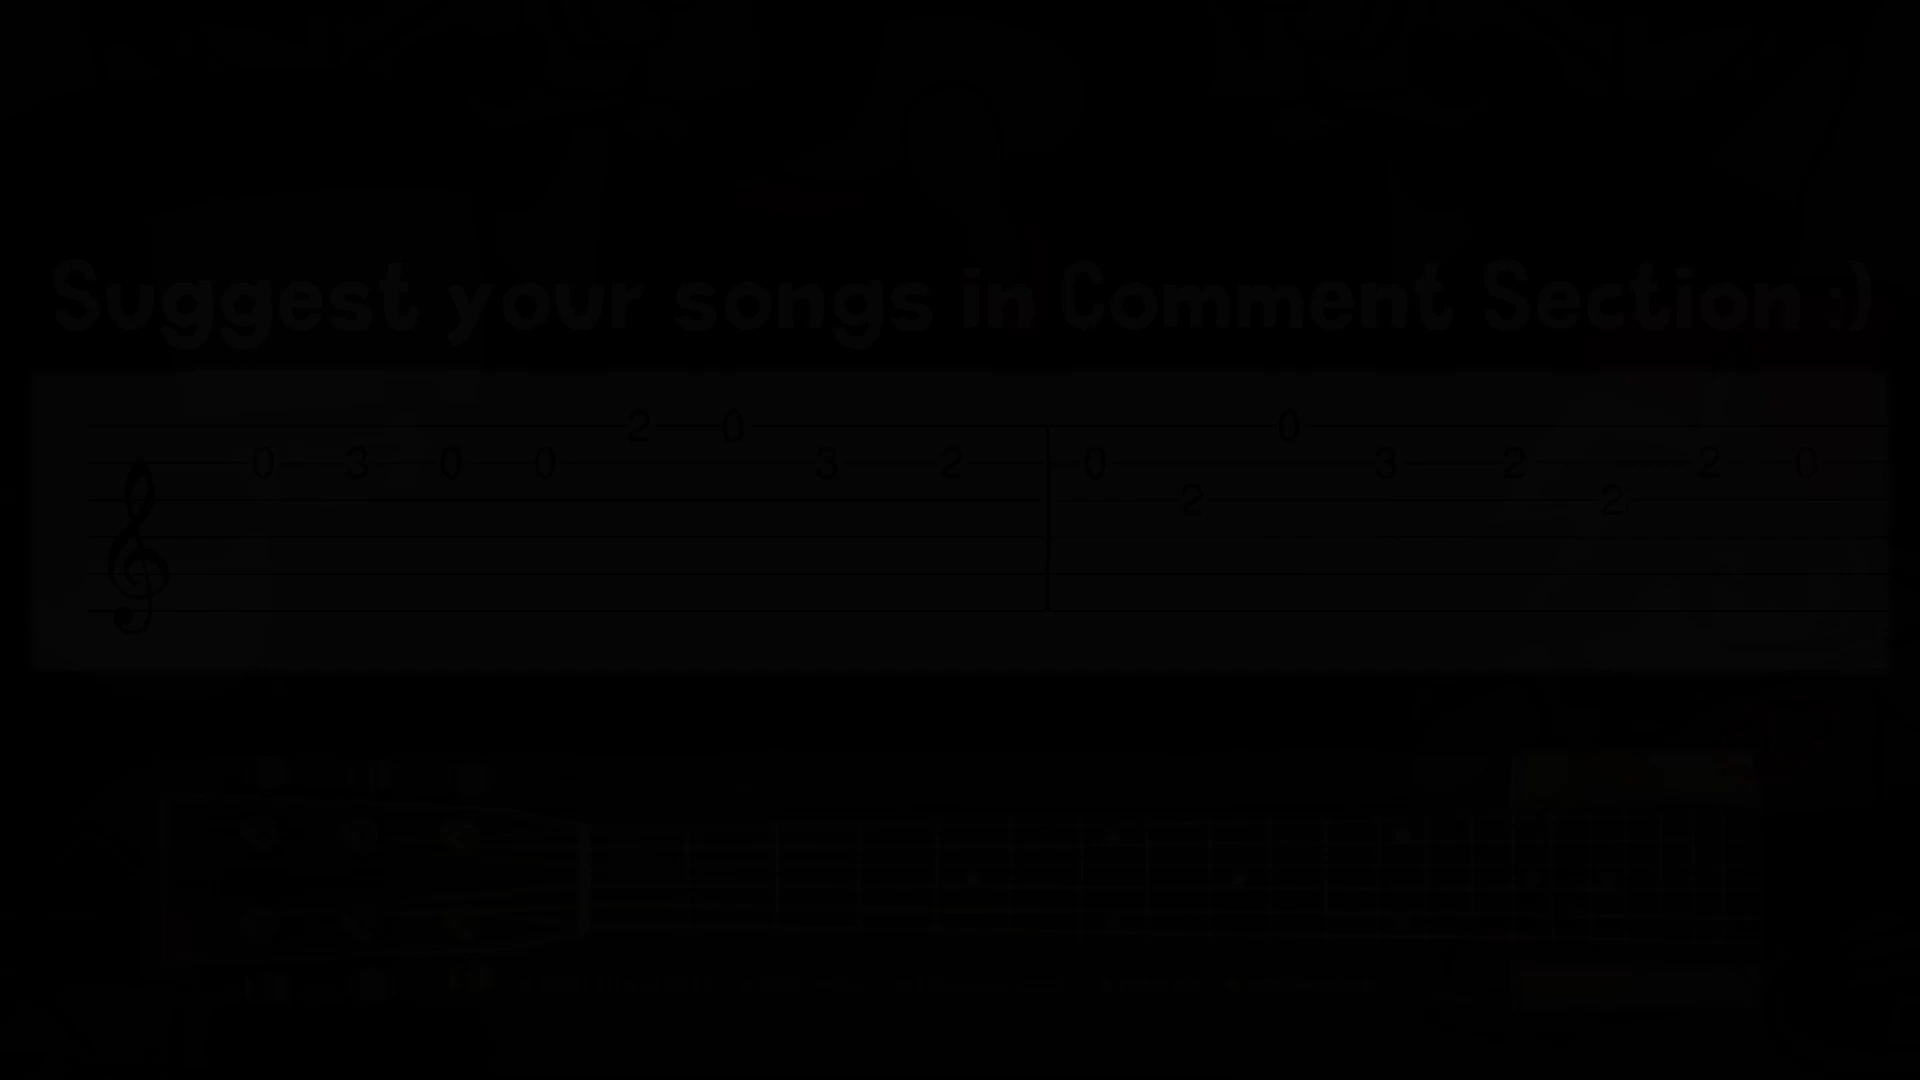 Suggest your songs in Comment Section :)
2 0 0
0 3 0 0 3 2 0 3 2 2 0
2 2